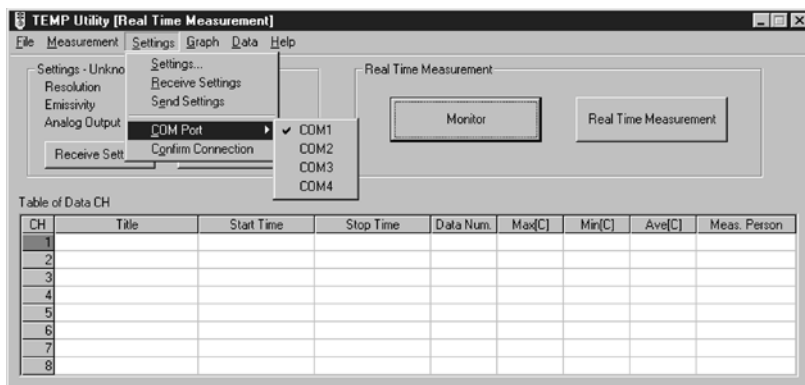 TEMP Utility [Real Time Measurement]
File Measurement Settings Graph Data Help
Settings - Unkno
Resolution
Emissivity
Analog Output
Receive Sett
Settings...
Receive Settings
Send Settings
COM Port
Confirm Connection
✓ COM1
COM2
COM3
COM4
Real Time Measurement
Monitor
Real Time Measurement
Table of Data CH
CH Title Start Time Stop Time Data Num. Max[C] Min[C] Ave[C] Meas. Person
1
2
3
4
5
6
7
8